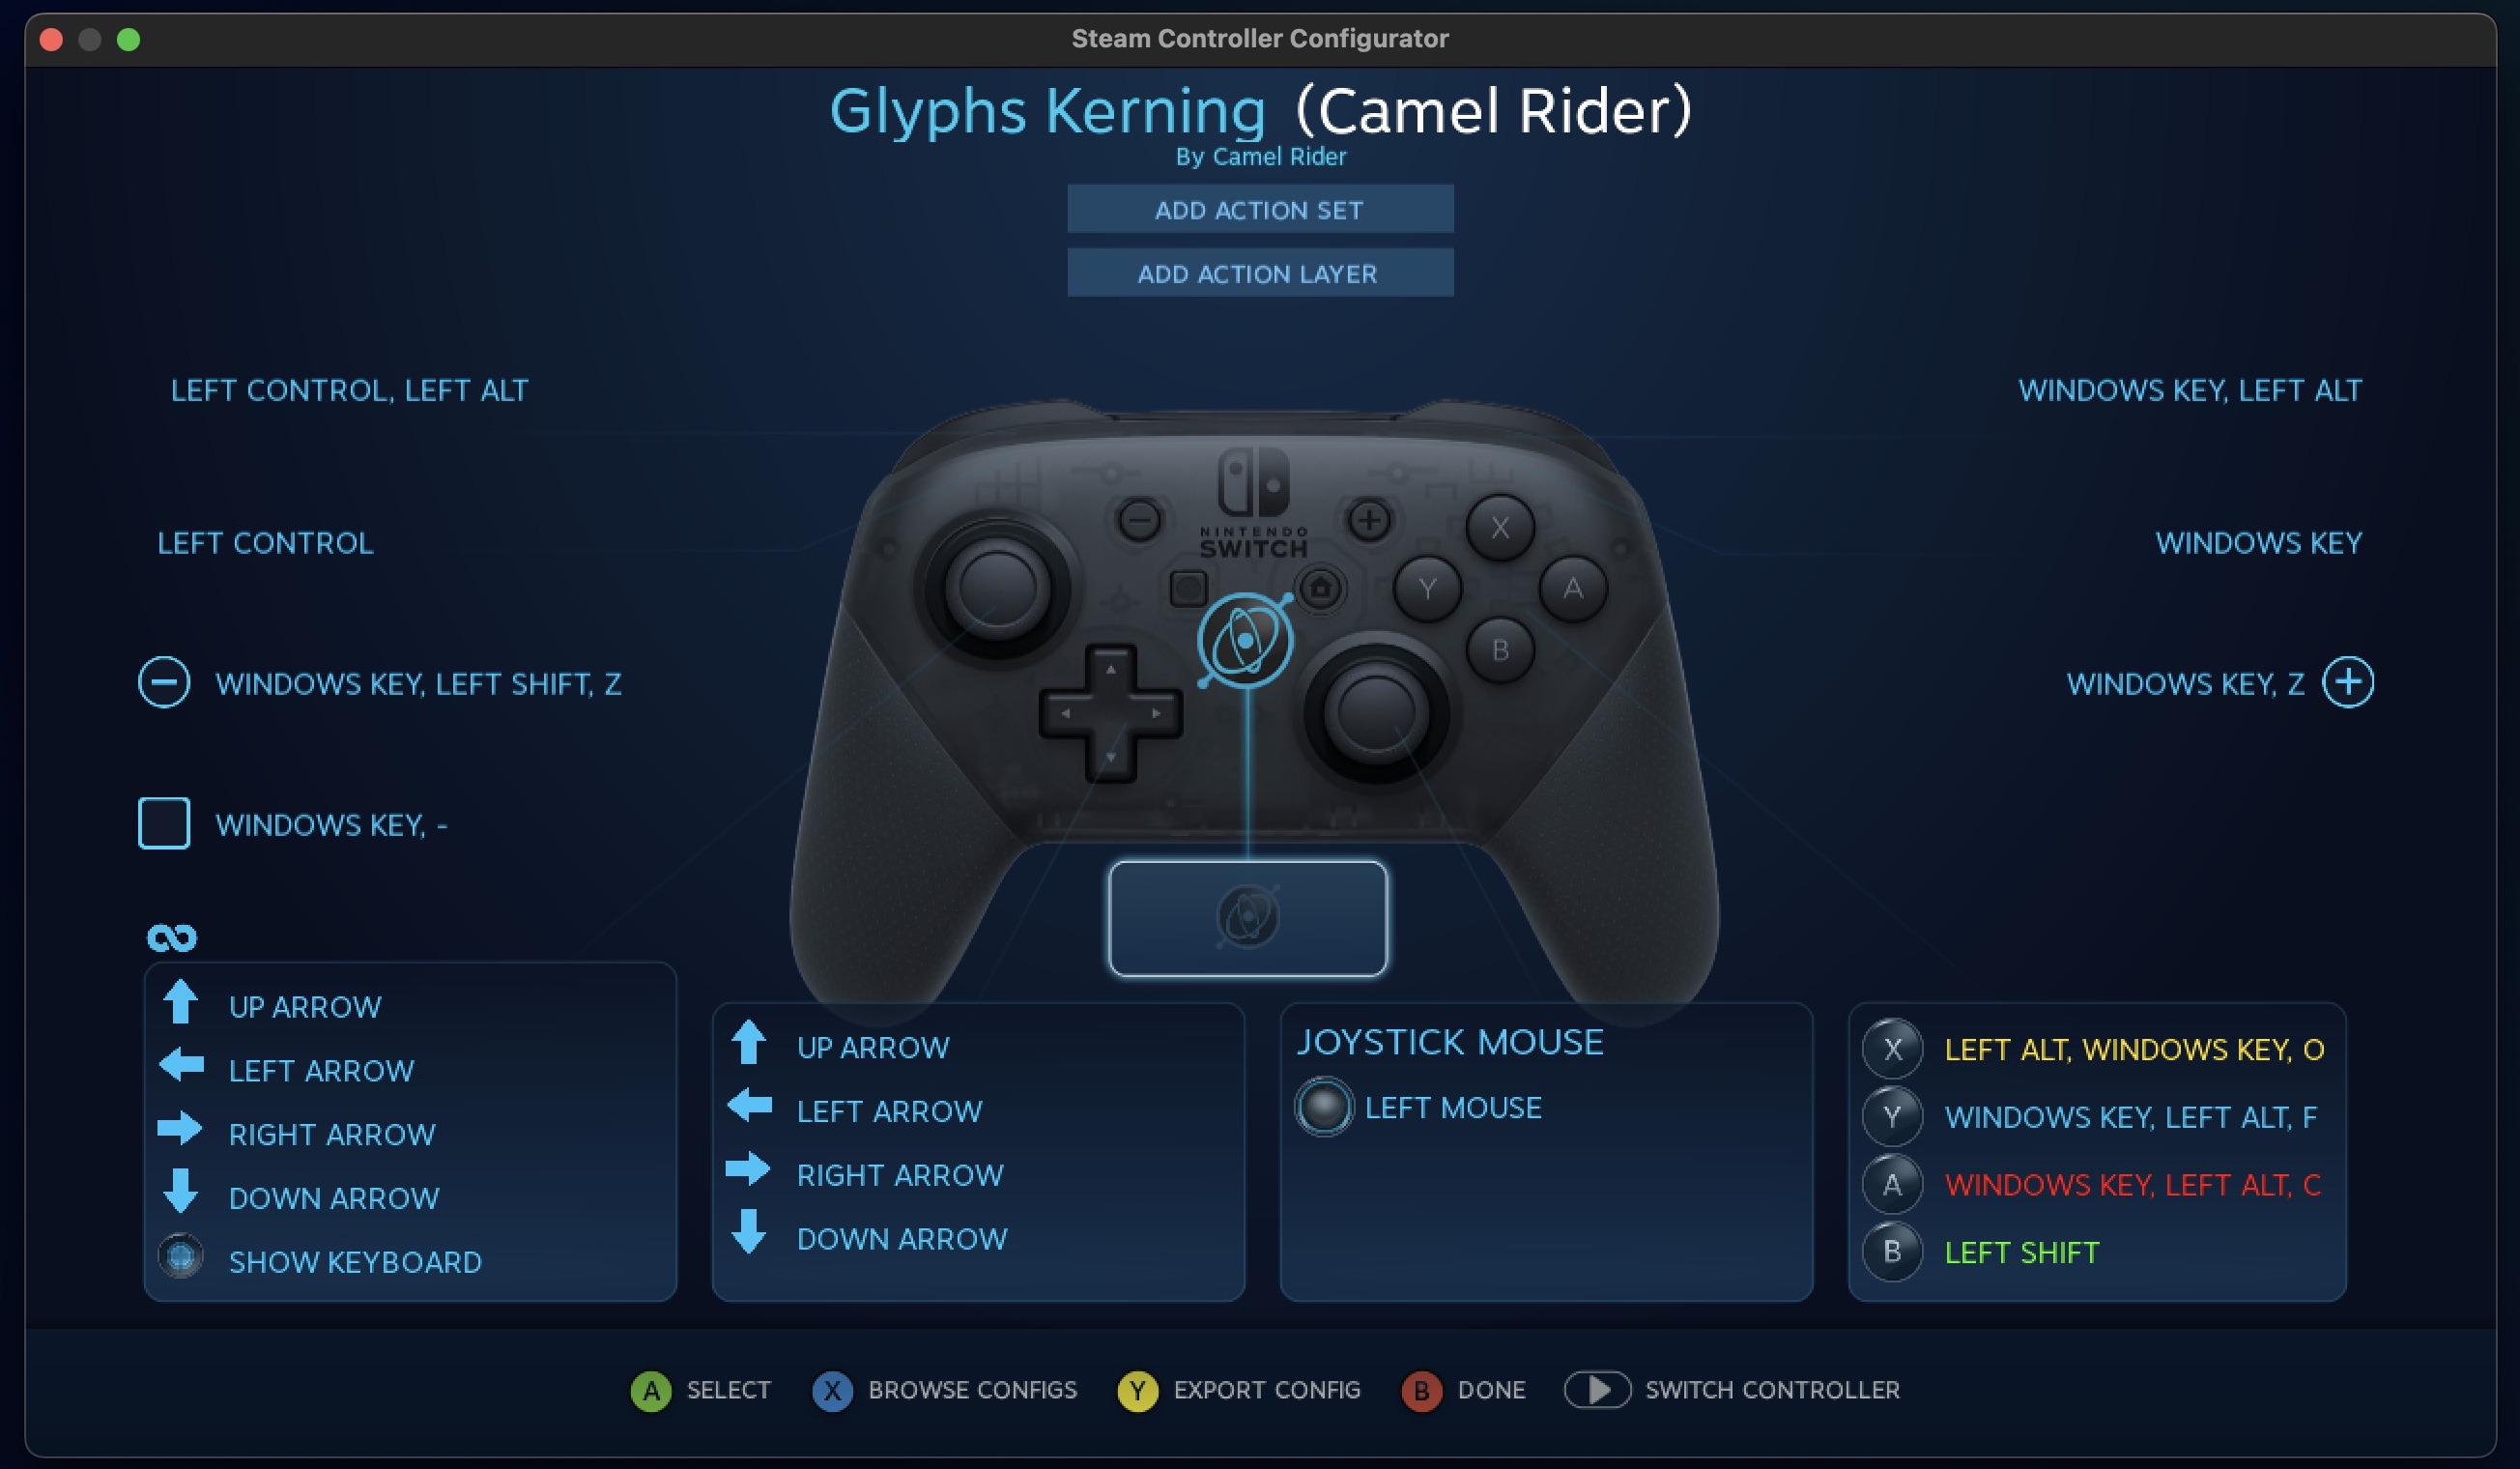 Steam Controller Configurator
Glyphs Kerning (Camel Rider)
By Camel Rider
ADD ACTION SET
ADD ACTION LAYER
LEFT CONTROL, LEFT ALT
WINDOWS KEY, LEFT ALT
LEFT CONTROL
WINDOWS KEY
WINDOWS KEY, LEFT SHIFT, Z
WINDOWS KEY, Z
WINDOWS KEY, -
NINTENDO
SWITCH
X
Y
A
B
UP ARROW
LEFT ARROW
RIGHT ARROW
DOWN ARROW
SHOW KEYBOARD
UP ARROW
LEFT ARROW
RIGHT ARROW
DOWN ARROW
JOYSTICK MOUSE
LEFT MOUSE
X LEFT ALT, WINDOWS KEY, O
Y WINDOWS KEY, LEFT ALT, F
A WINDOWS KEY, LEFT ALT, C
B LEFT SHIFT
A SELECT X BROWSE CONFIGS Y EXPORT CONFIG B DONE SWITCH CONTROLLER